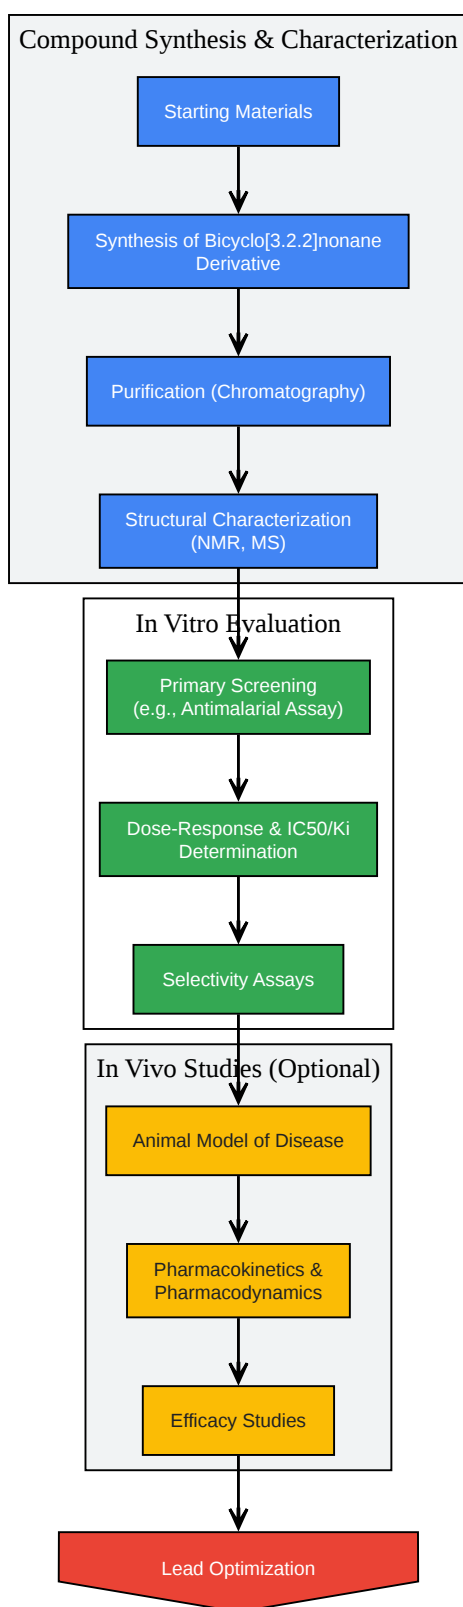 Compound Synthesis & Characterization
Starting Materials
Synthesis of Bicyclo[3.2.2]nonane
Derivative
Purification (Chromatography)
Structural Characterization
(NMR, MS)
In Vitro Evaluation
Primary Screening
(e.g., Antimalarial Assay)
Dose-Response & IC50/Ki
Determination
Selectivity Assays
In Vivo Studies (Optional)
Animal Model of Disease
Pharmacokinetics &
Pharmacodynamics
Efficacy Studies
Lead Optimization